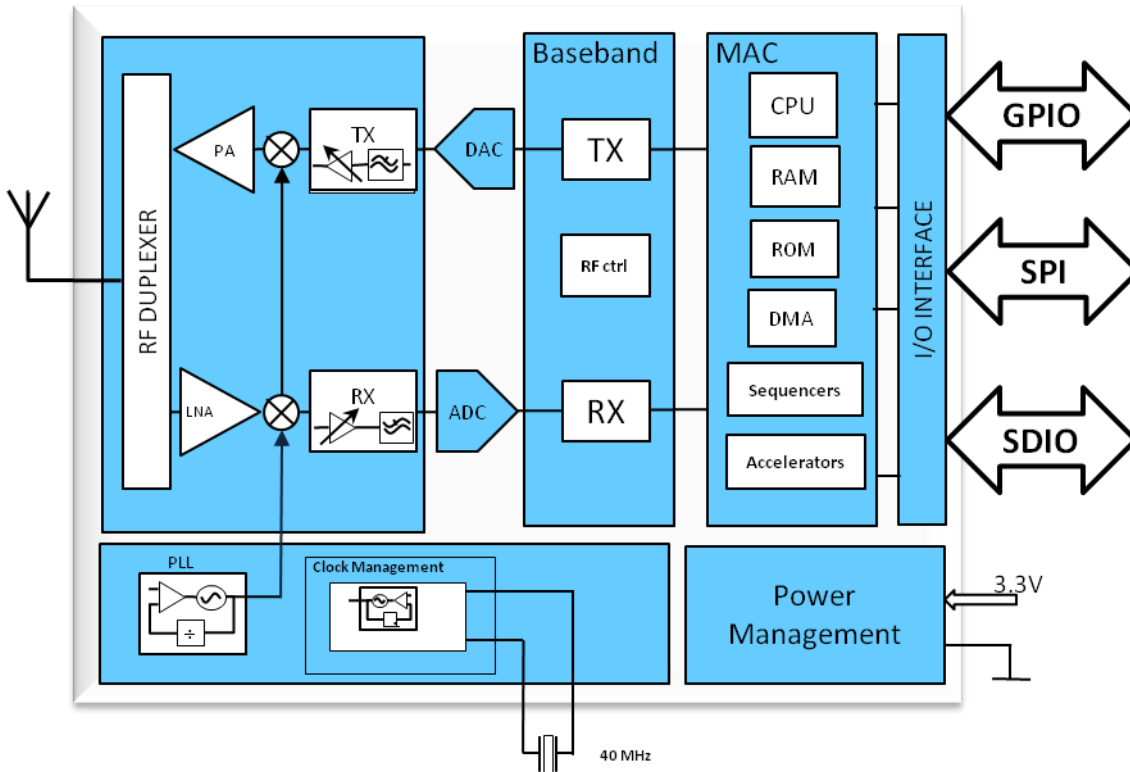 Baseband
MAC
RF DUPLEXER
PA
TX
DAC
TX
CPU
RAM
ROM
DMA
Sequencers
Accelerators
RF ctrl
LNA
RX
ADC
RX
I/O INTERFACE
GPIO
SPI
SDIO
PLL
÷
Clock Management
Power
Management
3.3V
40 MHz